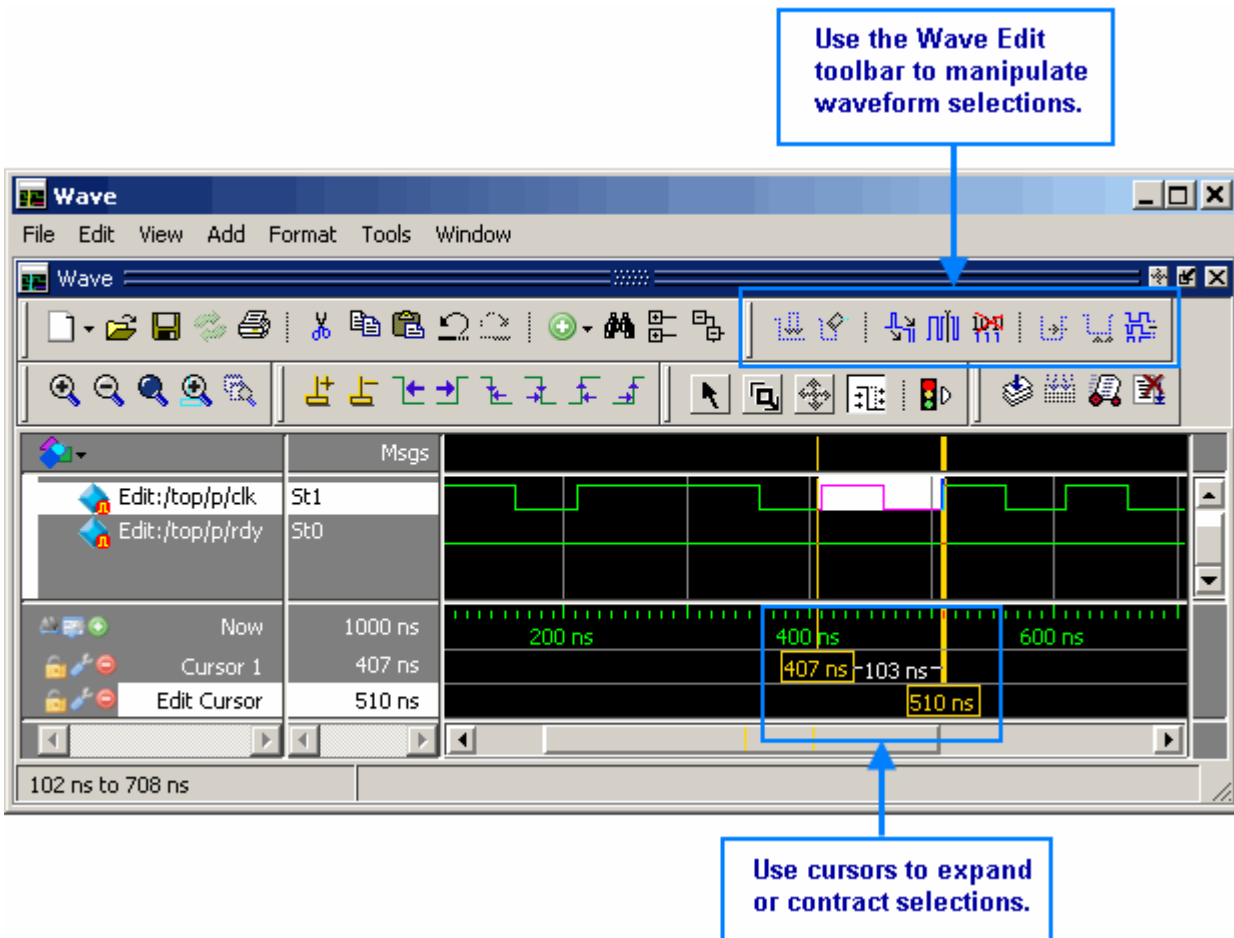 Use the Wave Edit
toolbar to manipulate
waveform selections.
Wave
File Edit View Add Format Tools Window
Wave
Msgs
Edit:/top/p/clk St1
Edit:/top/p/rdy St0
Now 1000 ns 200 ns 400 ns 600 ns
Cursor 1 407 ns 407 ns 103 ns
Edit Cursor 510 ns 510 ns
102 ns to 708 ns
Use cursors to expand
or contract selections.